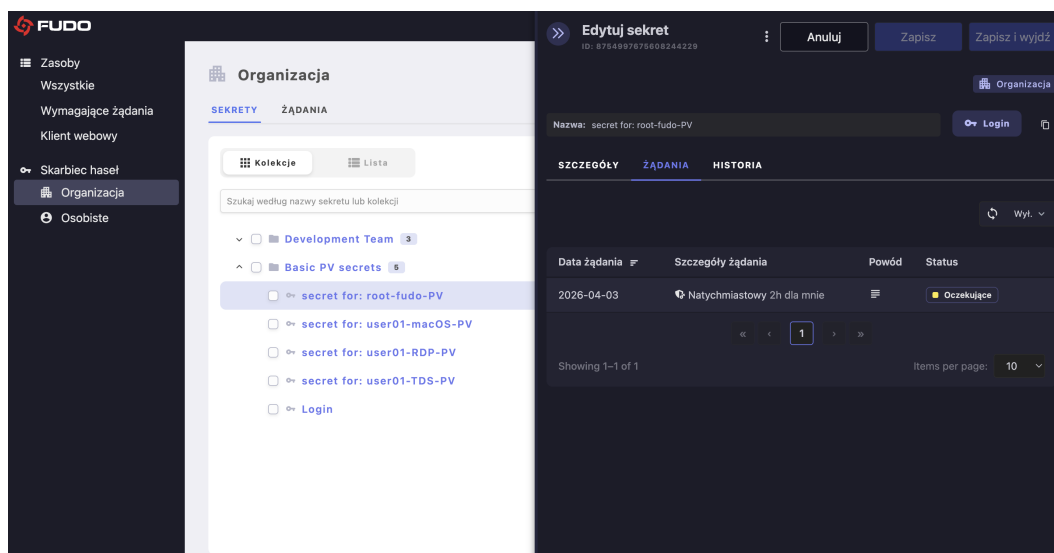 FUDO
Zasoby
Wszystkie
Wymagające żądania
Klient webowy
Skarbiec haseł
Organizacja
Osobiste
Organizacja
SEKRETY ŻĄDANIA
Kolekcje Lista
Szukaj według nazwy sekretu lub kolekcji
Development Team 3
Basic PV secrets 5
secret for: root-fudo-PV
secret for: user01-macOS-PV
secret for: user01-RDP-PV
secret for: user01-TDS-PV
Login
Edytuj sekret
ID: 8754997675608244229
Anuluj Zapisz Zapisz i wyjdź
Organizacja
Nazwa: secret for: root-fudo-PV
Login
SZCZEGÓŁY ŻĄDANIA HISTORIA
Wył.
Data żądania Szczegóły żądania Powód Status
2026-04-03 Natychmiastowy 2h dla mnie Oczekujące
« ‹ 1 › »
Showing 1–1 of 1 Items per page: 10